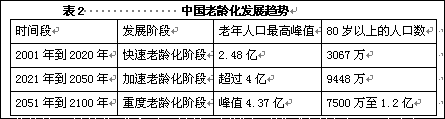 表2 中国老龄化发展趋势
时间段 发展阶段 老年人口最高峰值 80 岁以上的人口数
2001 年到 2020 年 快速老龄化阶段 2.48 亿 3067 万
2021 年到 2050 年 加速老龄化阶段 超过 4 亿 9448 万
2051 年到 2100 年 重度老龄化阶段 峰值 4.37 亿 7500 万至 1.2 亿